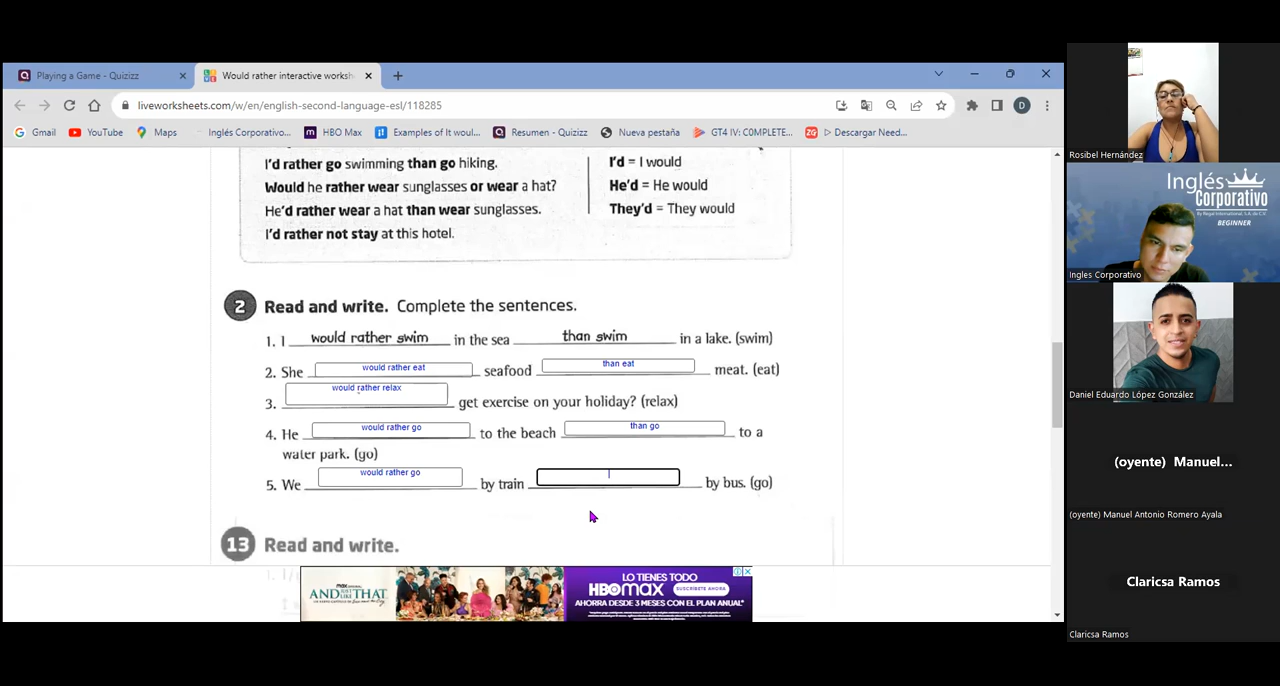 Playing a Game - Quizizz
Would rather interactive worksh
liveworksheets.com/w/en/english-second-language-esl/118285
D
Gmail YouTube Maps Inglés Corporativo... HBO Max Examples of It woul... Resumen - Quizizz Nueva pestaña GT4 IV: COMPLETE... Descargar Need...
I'd rather go swimming than go hiking.
Would he rather wear sunglasses or wear a hat?
He'd rather wear a hat than wear sunglasses.
I'd rather not stay at this hotel.
I'd = I would
He'd = He would
They'd = They would
2 Read and write. Complete the sentences.
1. I would rather swim in the sea than swim in a lake. (swim)
2. She would rather eat seafood than eat meat. (eat)
3. would rather relax get exercise on your holiday? (relax)
4. He would rather go to the beach than go to a
water park. (go)
5. We would rather go by train by bus. (go)
13 Read and write.
max
AND JUST LIKE THAT...
LO TIENES TODO
HBOmax SUSCRÍBETE AHORA
AHORRA DESDE 3 MESES CON EL PLAN ANUAL*
Rosibel Hernández
Inglés
Corporativo
By Regal International, S.A. de C.V.
BEGINNER
Ingles Corporativo
Daniel Eduardo López González
(oyente) Manuel...
(oyente) Manuel Antonio Romero Ayala
Claricsa Ramos
Claricsa Ramos